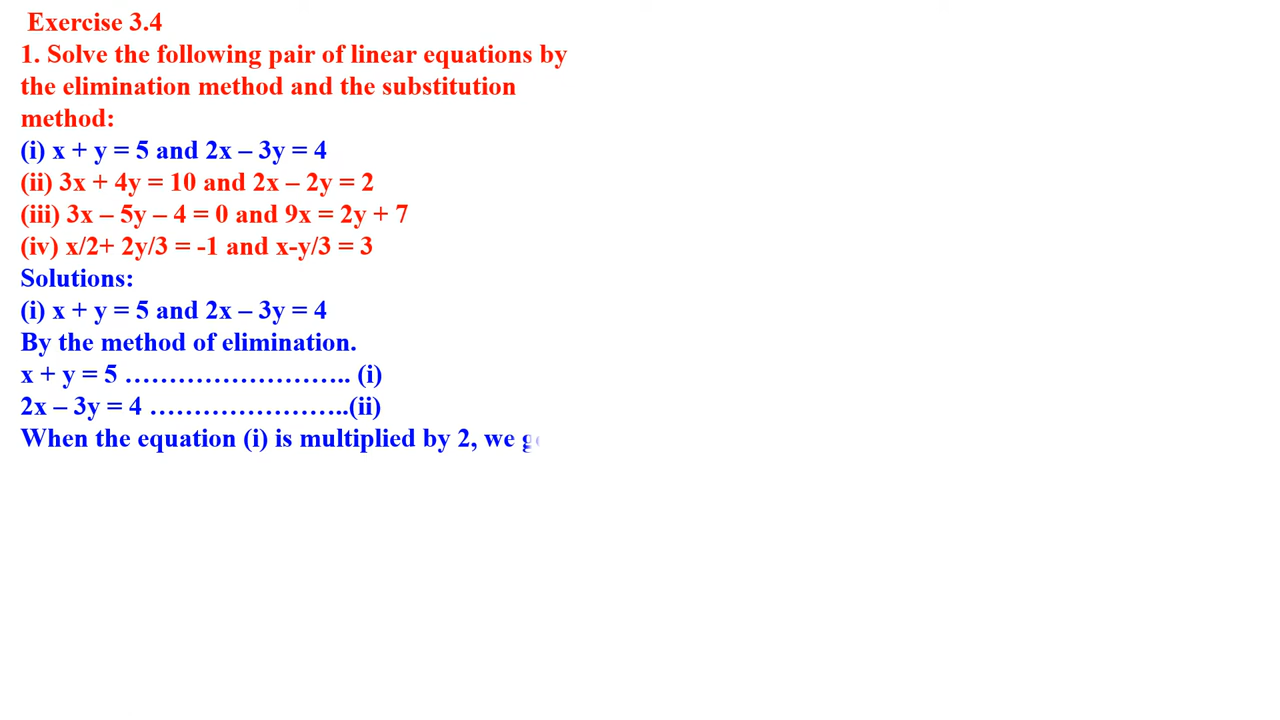 Exercise 3.4
1. Solve the following pair of linear equations by
the elimination method and the substitution
method:
(i) x + y = 5 and 2x – 3y = 4
(ii) 3x + 4y = 10 and 2x – 2y = 2
(iii) 3x – 5y – 4 = 0 and 9x = 2y + 7
(iv) x/2+ 2y/3 = -1 and x-y/3 = 3
Solutions:
(i) x + y = 5 and 2x – 3y = 4
By the method of elimination.
x + y = 5 …………………….. (i)
2x – 3y = 4 …………………..(ii)
When the equation (i) is multiplied by 2, we